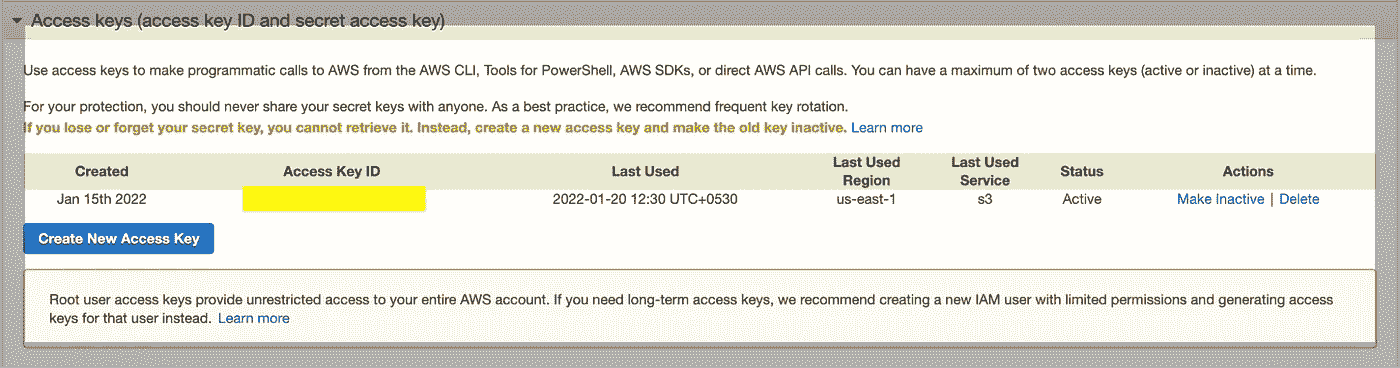 Access keys (access key ID and secret access key)
Use access keys to make programmatic calls to AWS from the AWS CLI, Tools for PowerShell, AWS SDKs, or direct AWS API calls. You can have a maximum of two access keys (active or inactive) at a time.
For your protection, you should never share your secret keys with anyone. As a best practice, we recommend frequent key rotation.
If you lose or forget your secret key, you cannot retrieve it. Instead, create a new access key and make the old key inactive. Learn more
Created Access Key ID Last Used Last Used Region Last Used Service Status Actions
Jan 15th 2022 2022-01-20 12:30 UTC+0530 us-east-1 s3 Active Make Inactive | Delete
Create New Access Key
Root user access keys provide unrestricted access to your entire AWS account. If you need long-term access keys, we recommend creating a new IAM user with limited permissions and generating access
keys for that user instead. Learn more